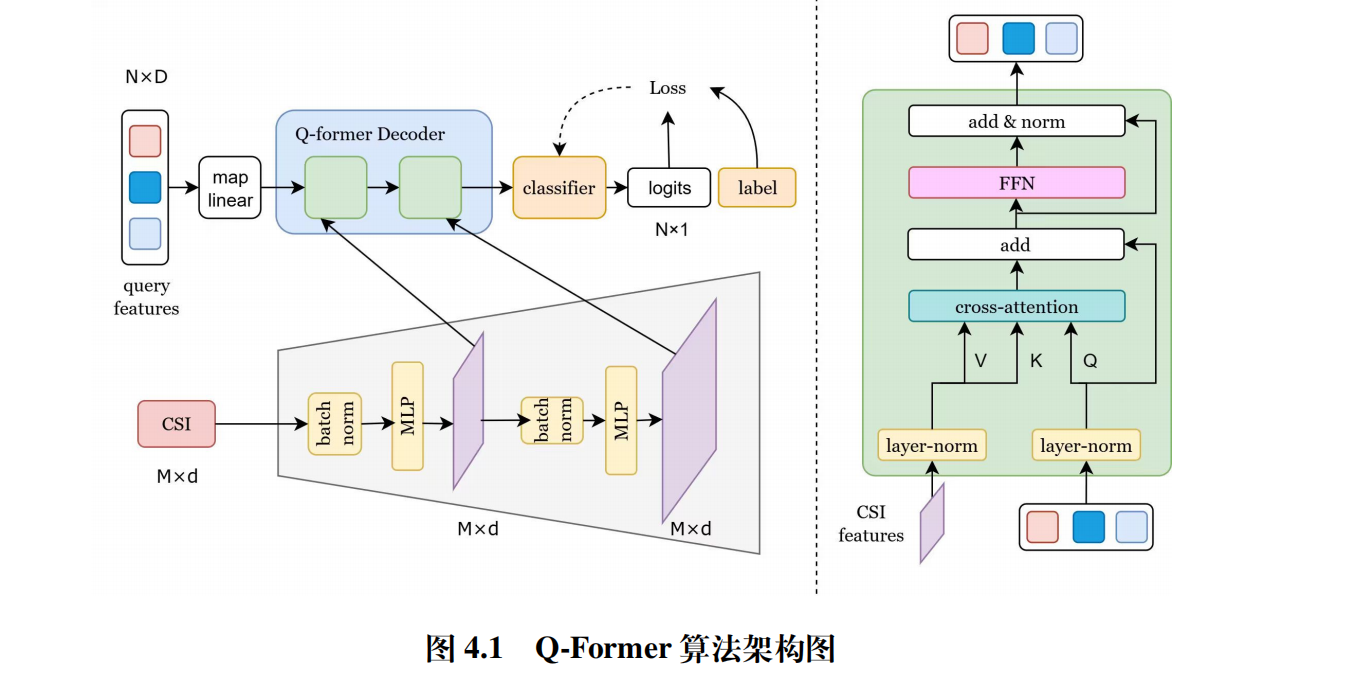 N×D
query
features
map
linear
Q-former Decoder
classifier
Loss
logits
N×1
label
CSI
M×d
batch
norm
MLP
M×d
batch
norm
MLP
M×d
add & norm
FFN
add
cross-attention
V
K
Q
layer-norm
layer-norm
CSI
features
图 4.1 Q-Former 算法架构图